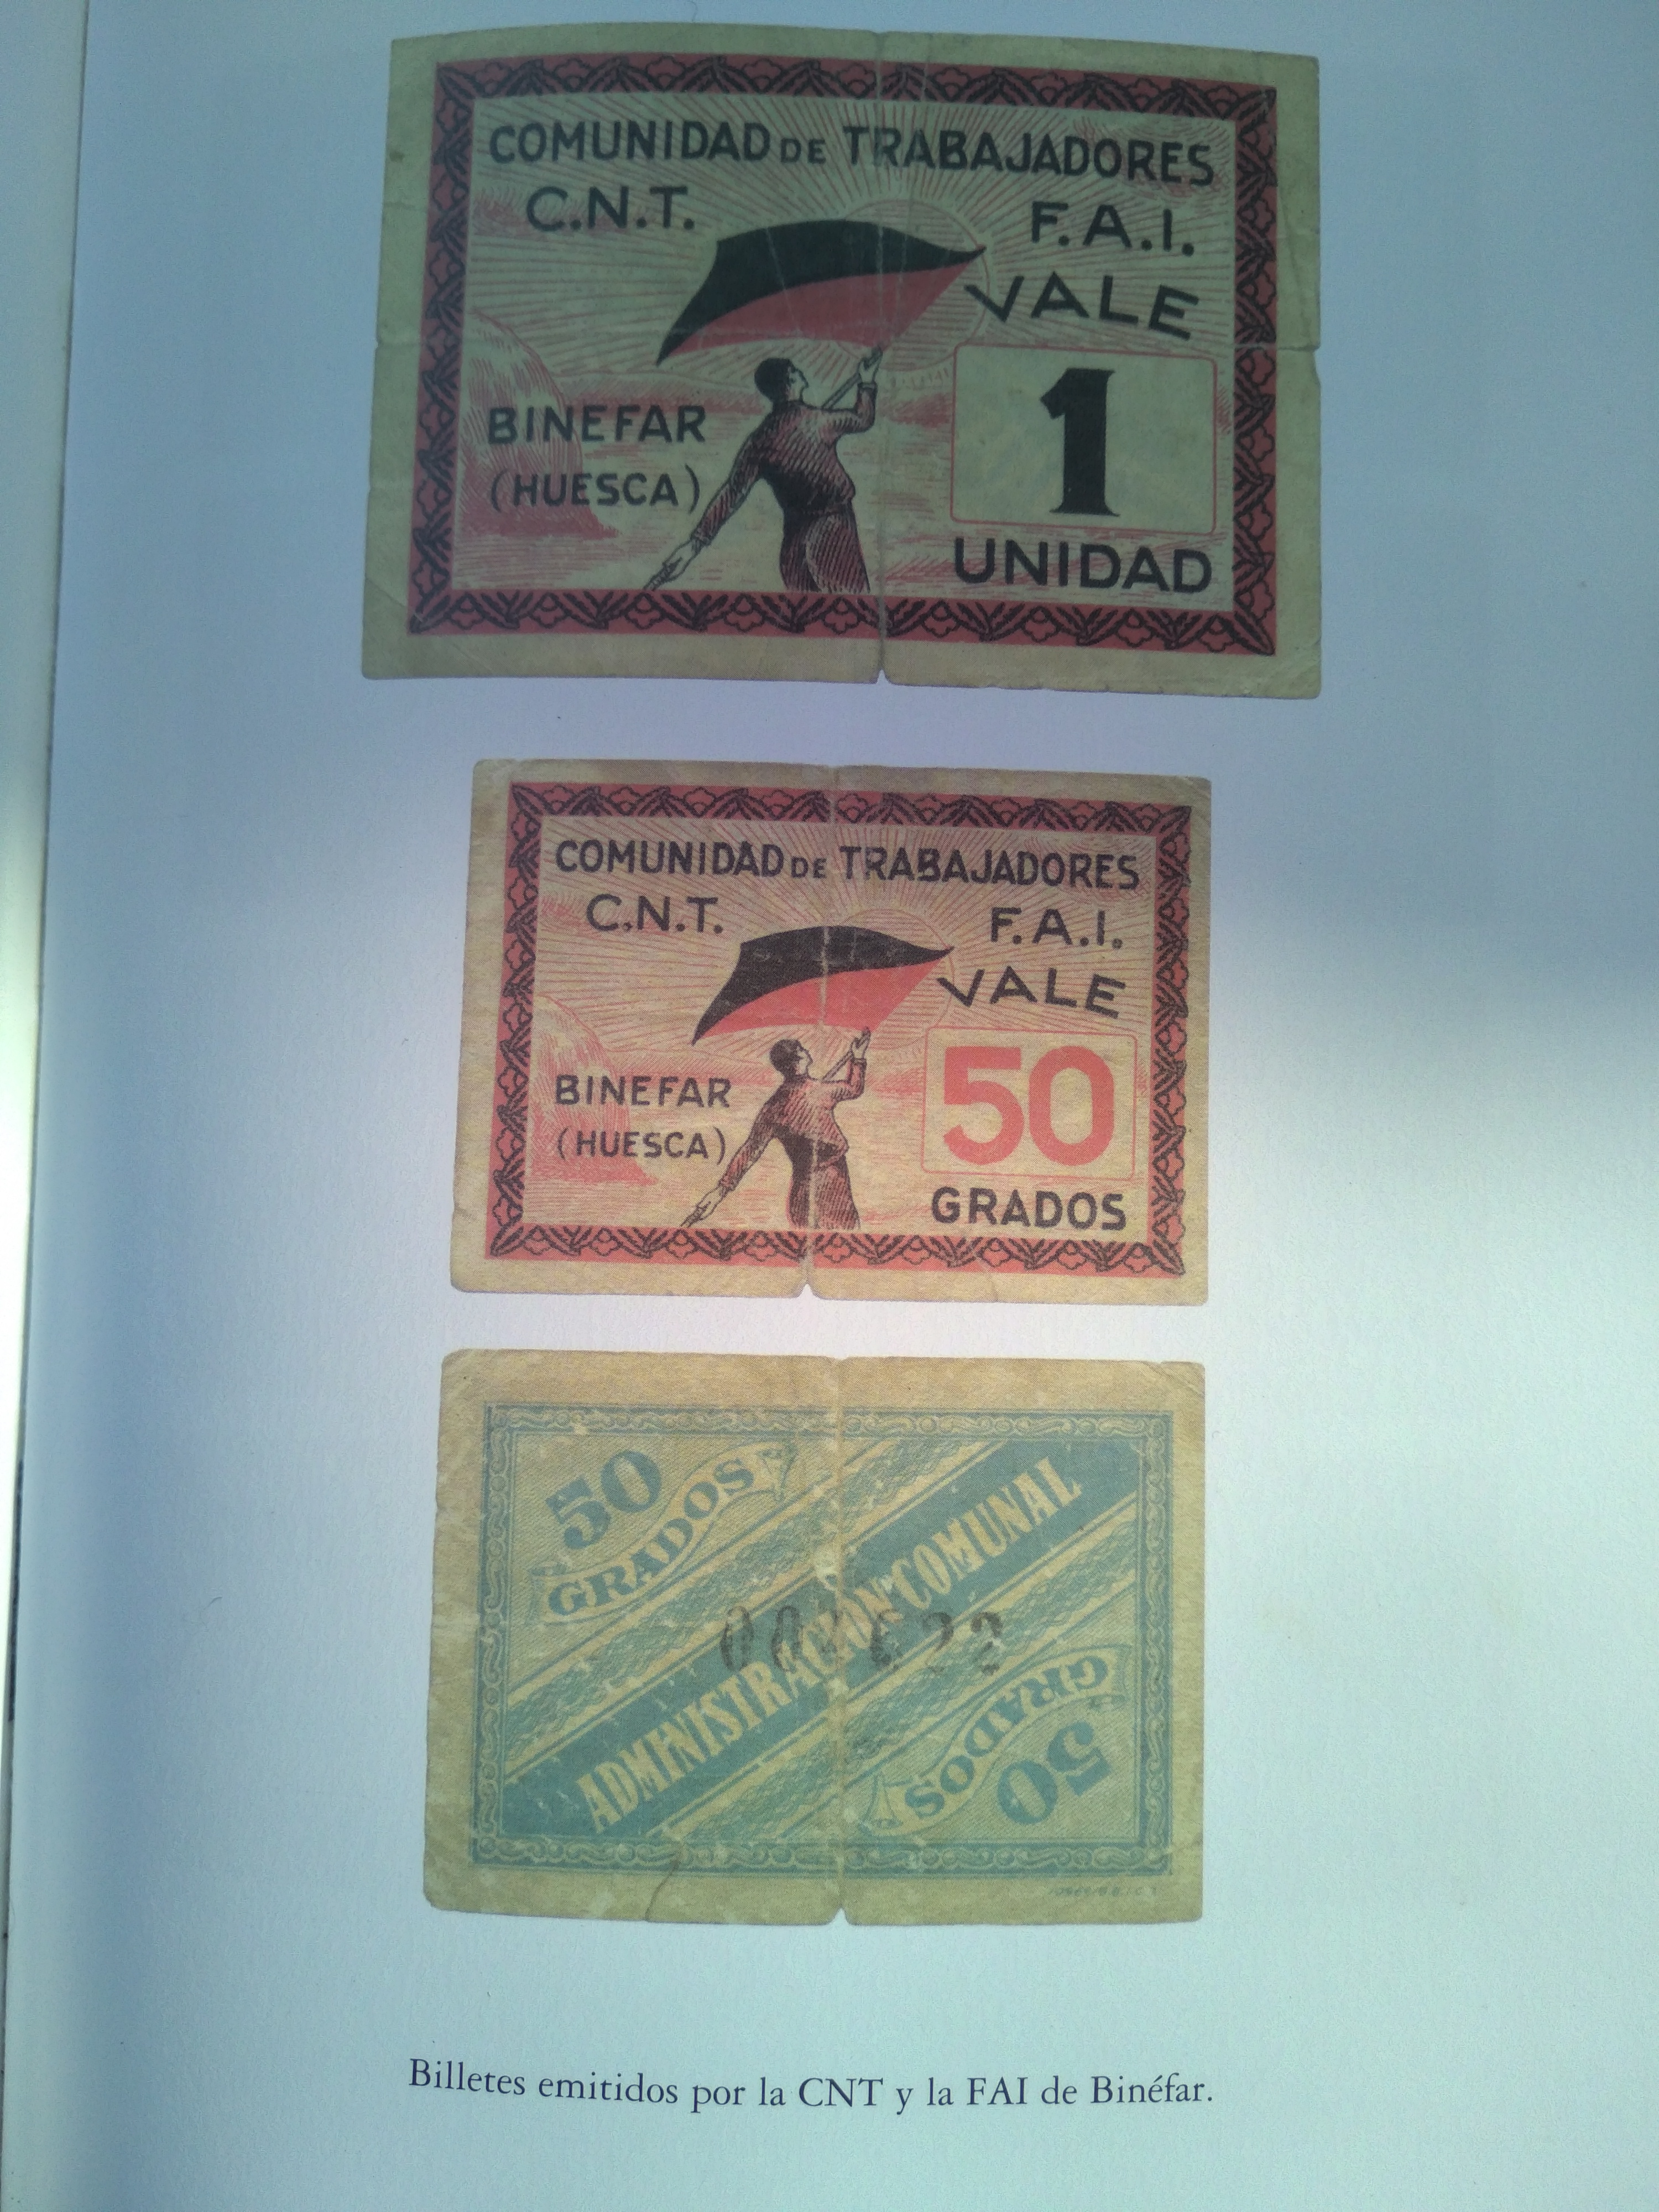 COMUNIDAD DE TRABAJADORES
C.N.T.
F.A.I.
VALE
1
UNIDAD
BINEFAR
(HUESCA)
COMUNIDAD DE TRABAJADORES
C.N.T.
F.A.I.
VALE
50
GRADOS
BINEFAR
(HUESCA)
50
GRADOS
ADMINISTRACION COMUNAL
GRADOS
50
Billetes emitidos por la CNT y la FAI de Binéfar.